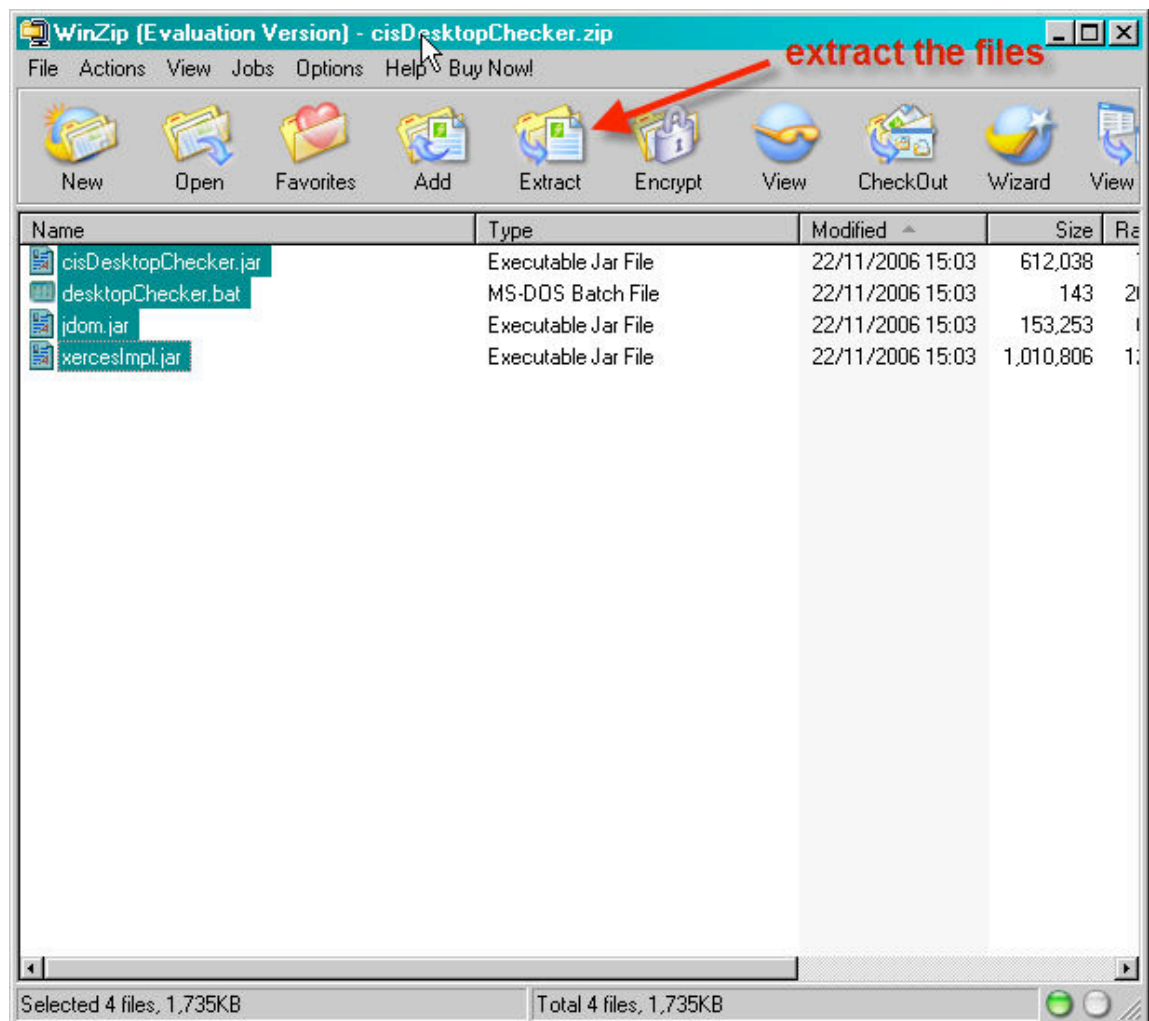 WinZip (Evaluation Version) - cisDesktopChecker.zip
extract the files
File Actions View Jobs Options Help Buy Now!
New Open Favorites Add Extract Encrypt View CheckOut Wizard View
Name Type Modified Size Ra
cisDesktopChecker.jar Executable Jar File 22/11/2006 15:03 612,038
desktopChecker.bat MS-DOS Batch File 22/11/2006 15:03 143
jdom.jar Executable Jar File 22/11/2006 15:03 153,253
xercesImpl.jar Executable Jar File 22/11/2006 15:03 1,010,806
Selected 4 files, 1,735KB Total 4 files, 1,735KB